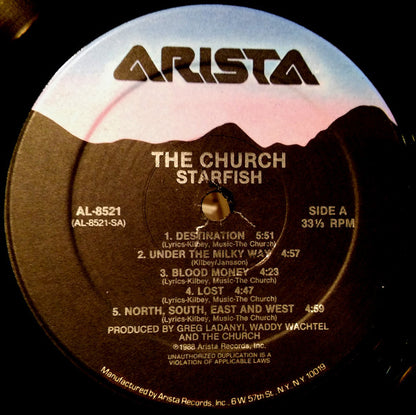 ARISTA
THE CHURCH
STARFISH
AL-8521
(AL-8521-SA)
SIDE A
33⅓ RPM
1. DESTINATION 5:51
(Lyrics-Kilbey, Music-The Church)
2. UNDER THE MILKY WAY 4:57
(Kilbey/Jansson)
3. BLOOD MONEY 4:23
(Lyrics-Kilbey, Music-The Church)
4. LOST 4:47
(Lyrics-Kilbey, Music-The Church)
5. NORTH, SOUTH, EAST AND WEST 4:59
(Lyrics-Kilbey, Music-The Church)
PRODUCED BY GREG LADANYI, WADDY WACHTEL
AND THE CHURCH
℗1988 Arista Records, Inc.
UNAUTHORIZED DUPLICATION IS A
VIOLATION OF APPLICABLE LAWS
Manufactured by Arista Records, Inc., 6 W. 57th St., N.Y. N.Y. 10019